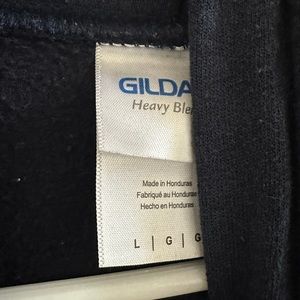 GILDA
Heavy Ble
Made in Honduras
Fabriqué au Honduras
Hecho en Honduras
L | G | G